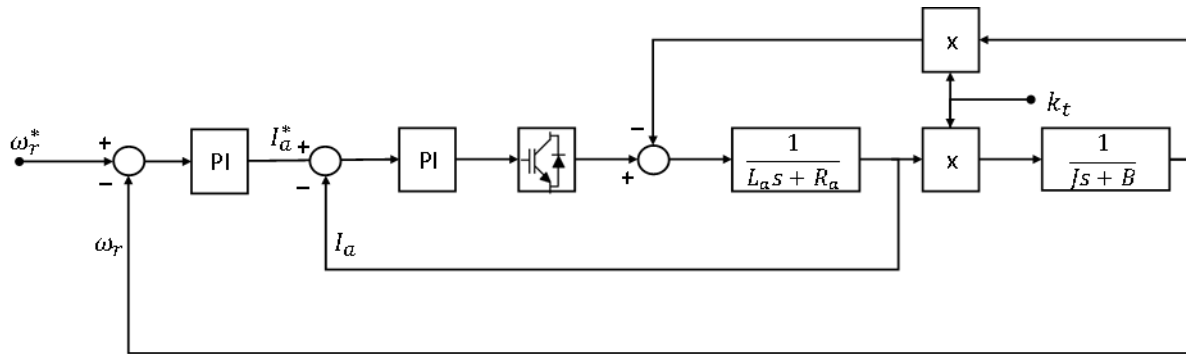 x
k_t
ω_r^*
+
−
PI
I_a^*
+
−
PI
−
+
1
L_a s + R_a
x
1
Js + B
ω_r
I_a